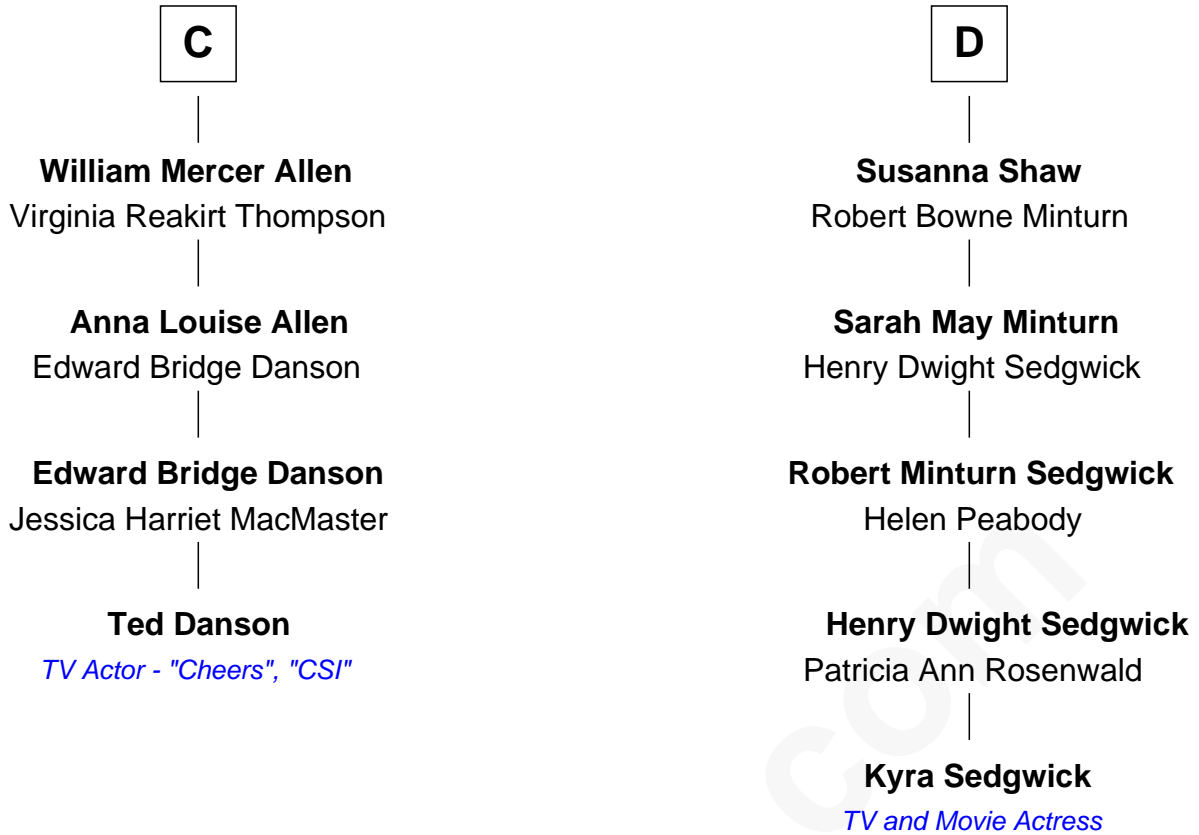 C
William Mercer Allen
Virginia Reakirt Thompson
Anna Louise Allen
Edward Bridge Danson
Edward Bridge Danson
Jessica Harriet MacMaster
Ted Danson
TV Actor - "Cheers", "CSI"
D
Susanna Shaw
Robert Bowne Minturn
Sarah May Minturn
Henry Dwight Sedgwick
Robert Minturn Sedgwick
Helen Peabody
Henry Dwight Sedgwick
Patricia Ann Rosenwald
Kyra Sedgwick
TV and Movie Actress
com